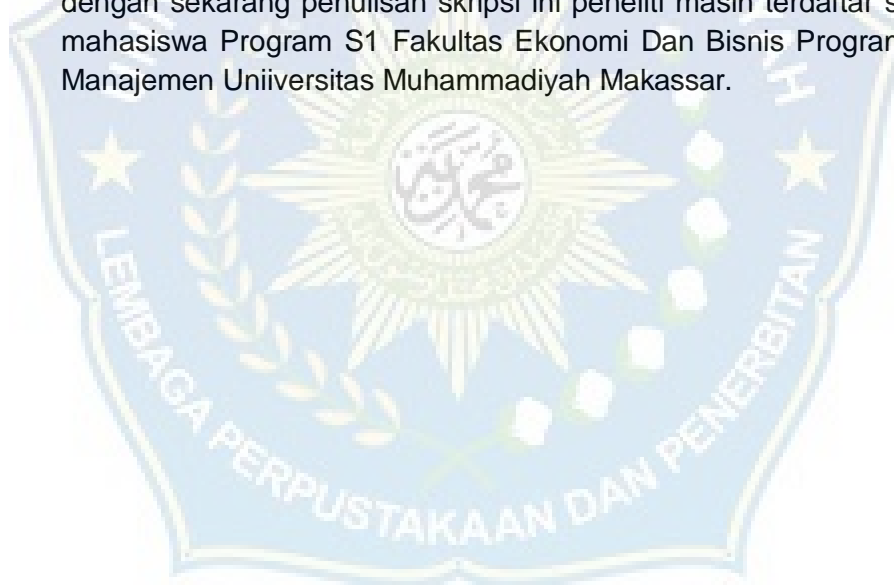 dengan sekarang penulisan skripsi ini peneliti masih terdaftar
mahasiswa Program S1 Fakultas Ekonomi Dan Bisnis Program
Manajemen Uniiversitas Muhammadiyah Makassar.
LEMBAGA PERPUSTAKAAN DAN PENERBITAN